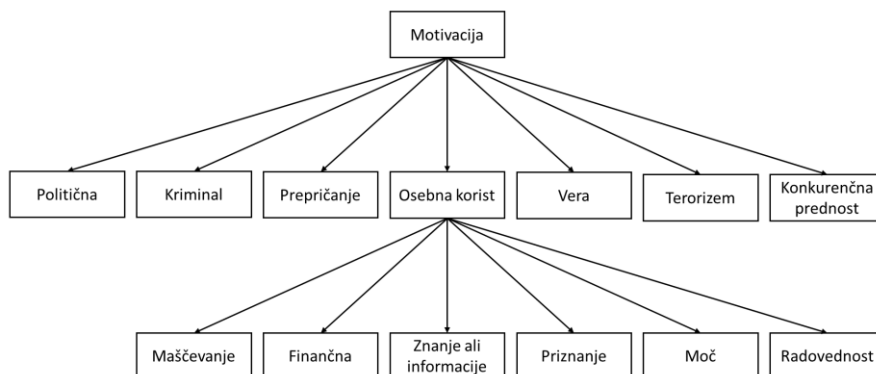 Motivacija
Politična
Kriminal
Prepričanje
Osebna korist
Vera
Terorizem
Konkurenčna
prednost
Maščevanje
Finančna
Znanje ali
informacije
Priznanje
Moč
Radovednost